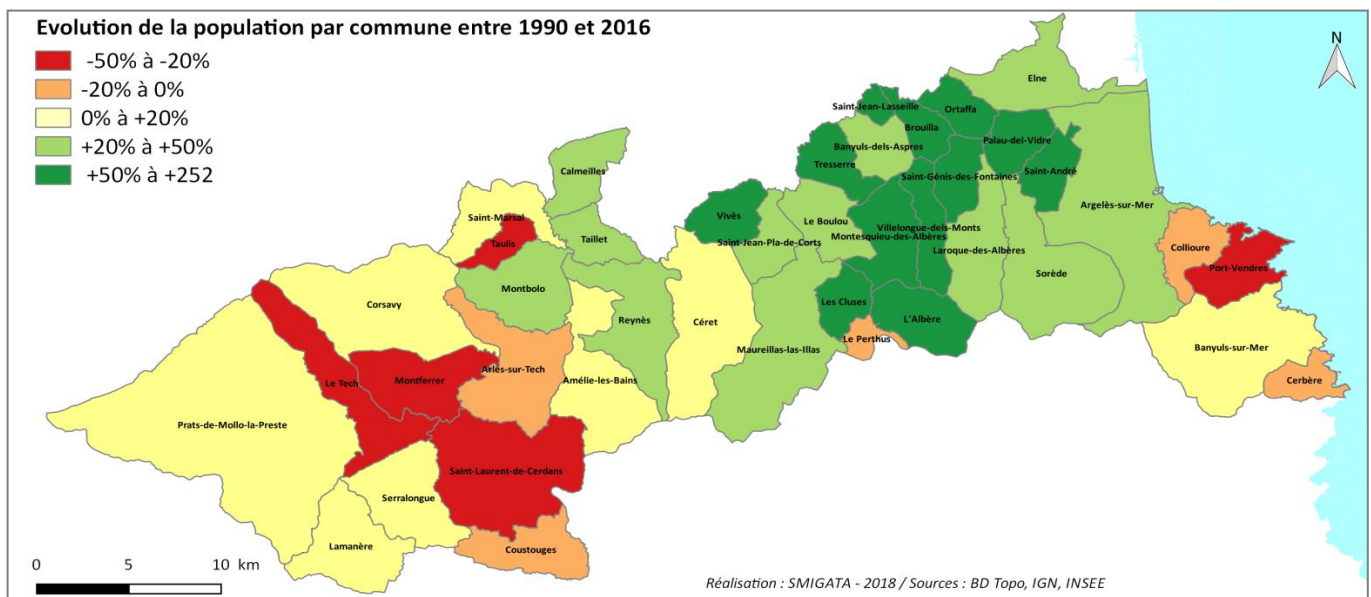 Evolution de la population par commune entre 1990 et 2016
-50% à -20%
-20% à 0%
0% à +20%
+20% à +50%
+50% à +252
N
Elne
Saint-Jean-Lasseille
Ortaffa
Brouilla
Banyuls-dels-Aspres
Palau-del-Vidre
Tresserre
Saint-Génis-des-Fontaines
Saint-André
Calmeilles
Argelès-sur-Mer
Saint-Marsal
Vivès
Le Boulou
Villelongue-dels-Monts
Taulis
Taillet
Saint-Jean-Pla-de-Corts
Montesquieu-des-Albères
Collioure
Laroque-des-Albères
Port-Vendres
Sorède
Montbolo
Corsavy
Les Cluses
L'Albère
Reynès
Céret
Le Perthus
Banyuls-sur-Mer
Maureillas-las-Illas
Arles-sur-Tech
Amélie-les-Bains
Cerbère
Le Tech
Montferrer
Prats-de-Mollo-la-Preste
Saint-Laurent-de-Cerdans
Serralongue
Lamanère
Coustouges
0 5 10 km
Réalisation : SMIGATA - 2018 / Sources : BD Topo, IGN, INSEE